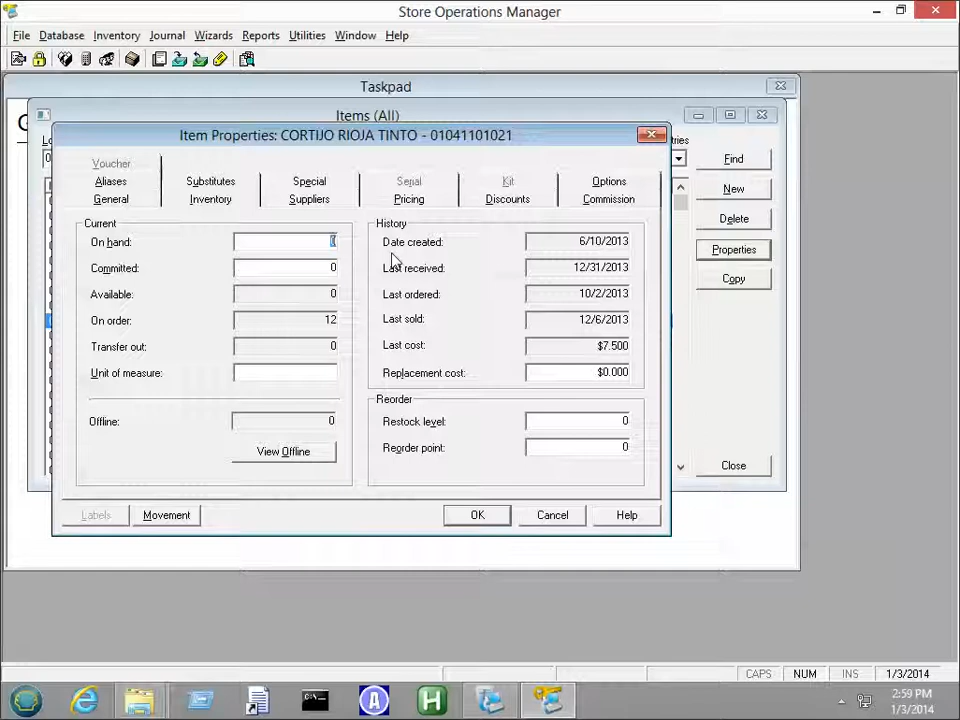 Store Operations Manager
File Database Inventory Journal Wizards Reports Utilities Window Help
Taskpad
Items (All)
Item Properties: CORTIJO RIOJA TINTO - 01041101021
Voucher
Aliases Substitutes Special Serial Kit Options
General Inventory Suppliers Pricing Discounts Commission
Current
On hand: 0
Committed: 0
Available: 0
On order: 12
Transfer out: 0
Unit of measure:
Offline: 0
View Offline
History
Date created: 6/10/2013
Last received: 12/31/2013
Last ordered: 10/2/2013
Last sold: 12/6/2013
Last cost: $7.500
Replacement cost: $0.000
Reorder
Restock level: 0
Reorder point: 0
Labels Movement OK Cancel Help
Find
New
Delete
Properties
Copy
Close
CAPS NUM INS 1/3/2014
2:59 PM
1/3/2014